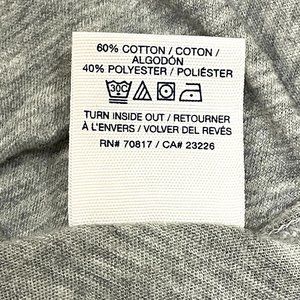 60% COTTON / COTON /
ALGODÓN
40% POLYESTER / POLIÉSTER
30C
TURN INSIDE OUT / RETOURNER
À L'ENVERS / VOLVER DEL REVÉS
RN# 70817 / CA# 23226